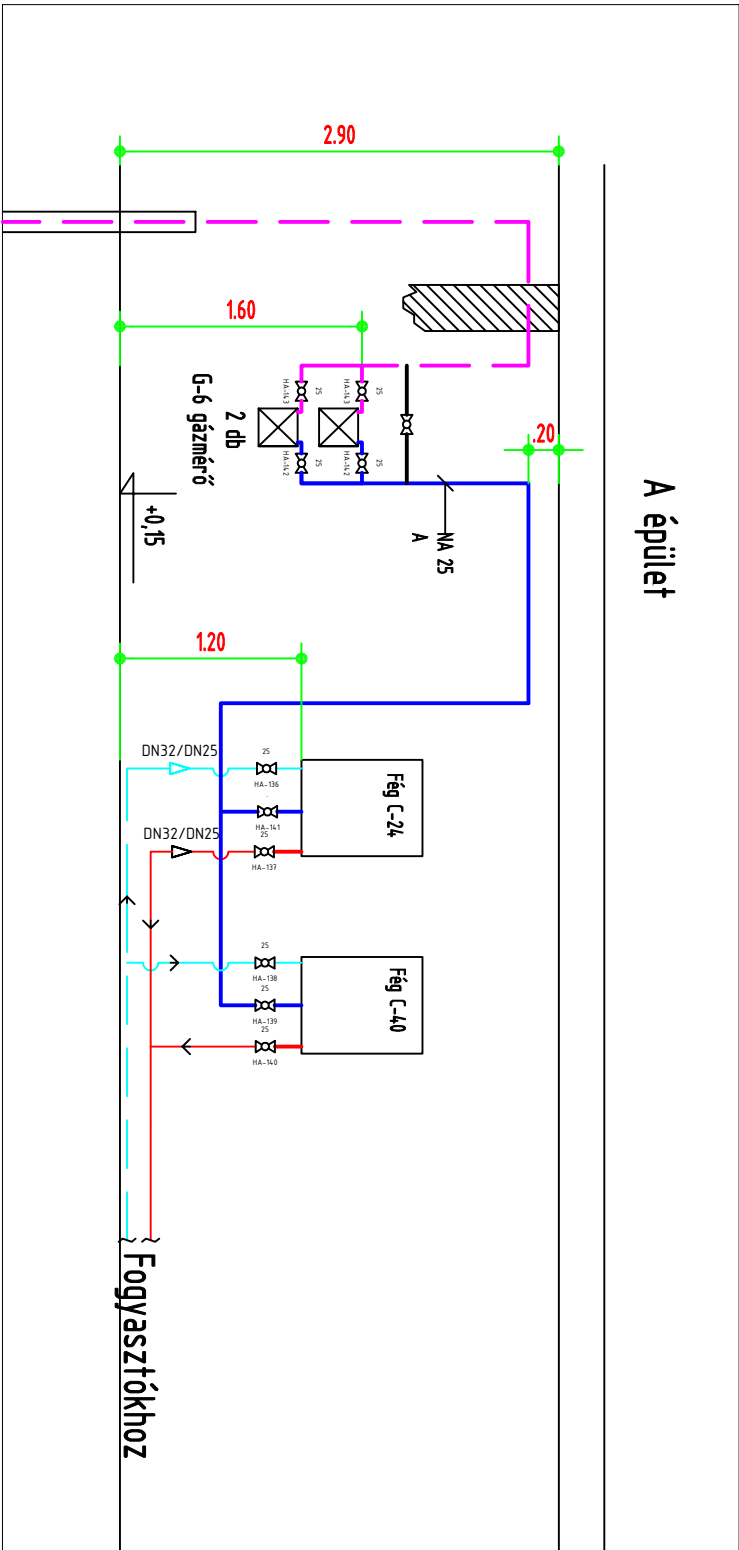 A épület
2.90
1.60
.20
1.20
HA-143
25
HA-143
25
2 db
G-6 gázmérő
HA-142
25
HA-142
25
NA 25
A
+0,15
DN32/DN25
25
HA-136
HA-141
25
DN32/DN25
HA-137
Fég C-24
25
HA-138
25
HA-139
25
HA-140
Fég C-40
Fogyasztókhoz